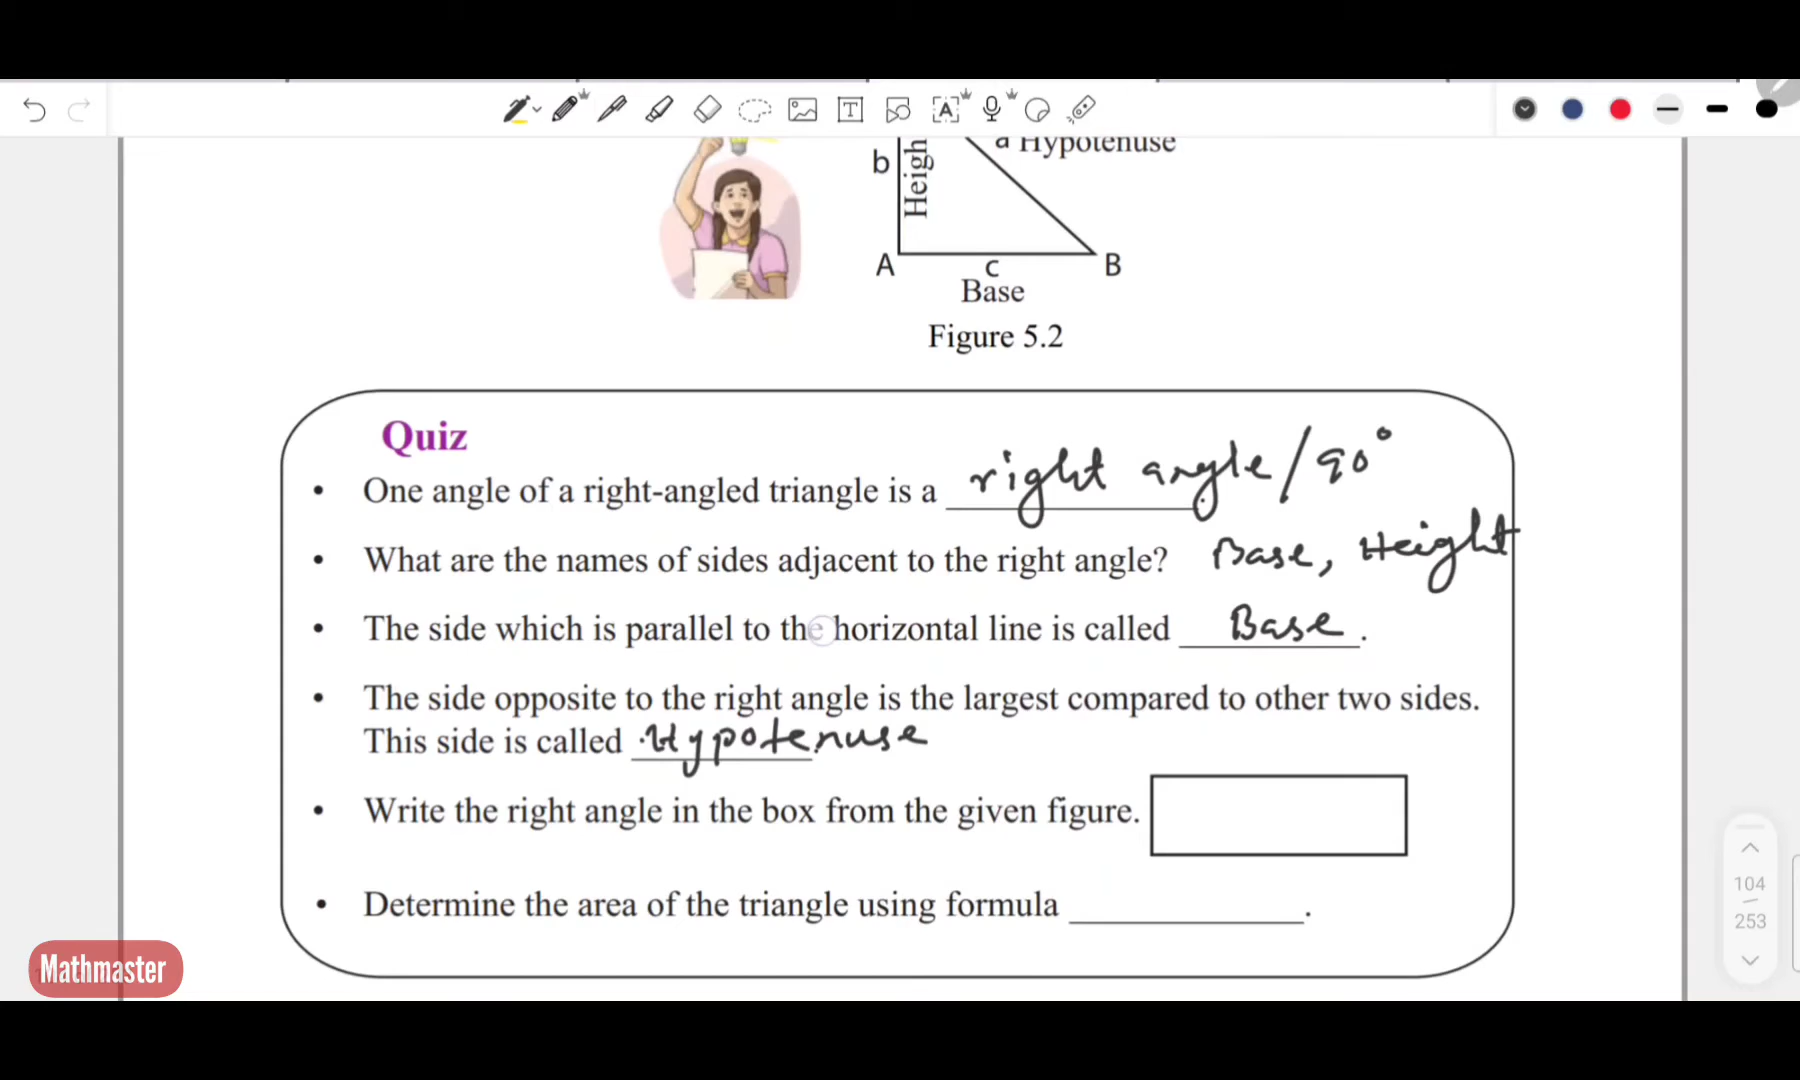 a Hypotenuse
b
Heigh
A
c
B
Base
Figure 5.2
Quiz
• One angle of a right-angled triangle is a right angle/90°
• What are the names of sides adjacent to the right angle? Base, Height
• The side which is parallel to the horizontal line is called Base.
• The side opposite to the right angle is the largest compared to other two sides.
This side is called Hypotenuse
• Write the right angle in the box from the given figure.
• Determine the area of the triangle using formula ____________.
104
253
Mathmaster